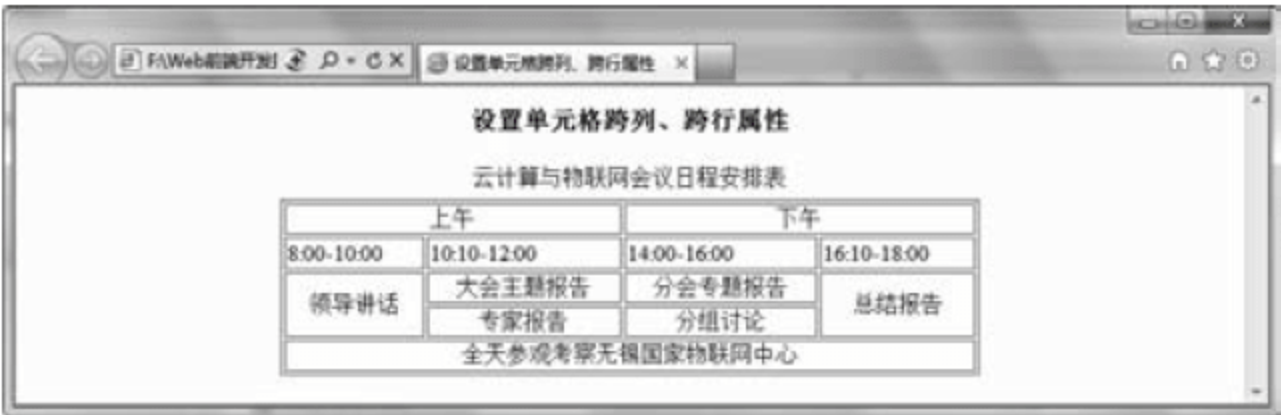 F:\Web前端开发\
设置单元格跨列、跨行属性
设置单元格跨列、跨行属性
云计算与物联网会议日程安排表
上午 下午
8:00-10:00 10:10-12:00 14:00-16:00 16:10-18:00
领导讲话 大会主题报告 分会专题报告 总结报告
专家报告 分组讨论
全天参观考察无锡国家物联网中心